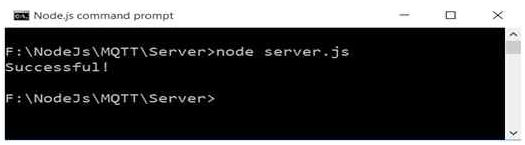 Node.js command prompt
F:\NodeJs\MQTT\Server>node server.js
Successful!
F:\NodeJs\MQTT\Server>